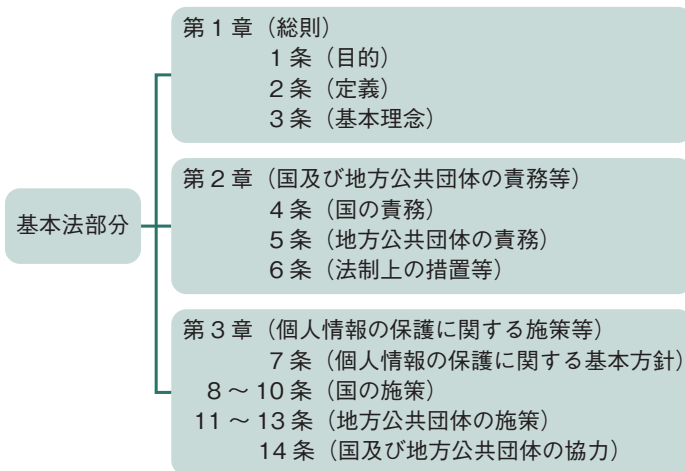 基本法部分
第1章（総則）
1条（目的）
2条（定義）
3条（基本理念）
第2章（国及び地方公共団体の責務等）
4条（国の責務）
5条（地方公共団体の責務）
6条（法制上の措置等）
第3章（個人情報の保護に関する施策等）
7条（個人情報の保護に関する基本方針）
8～10条（国の施策）
11～13条（地方公共団体の施策）
14条（国及び地方公共団体の協力）